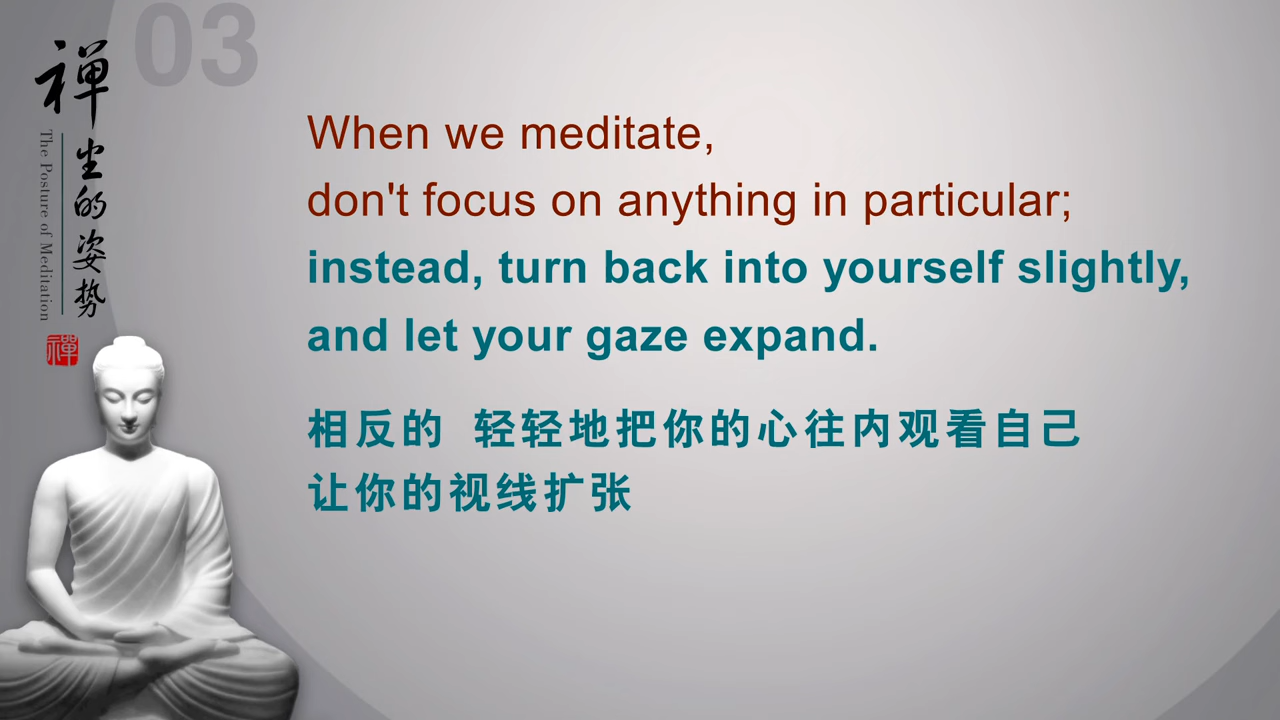 03
禅坐的姿势
The Posture of Meditation
禪
When we meditate,
don't focus on anything in particular;
instead, turn back into yourself slightly,
and let your gaze expand.
相反的 轻轻地把你的心往内观看自己
让你的视线扩张